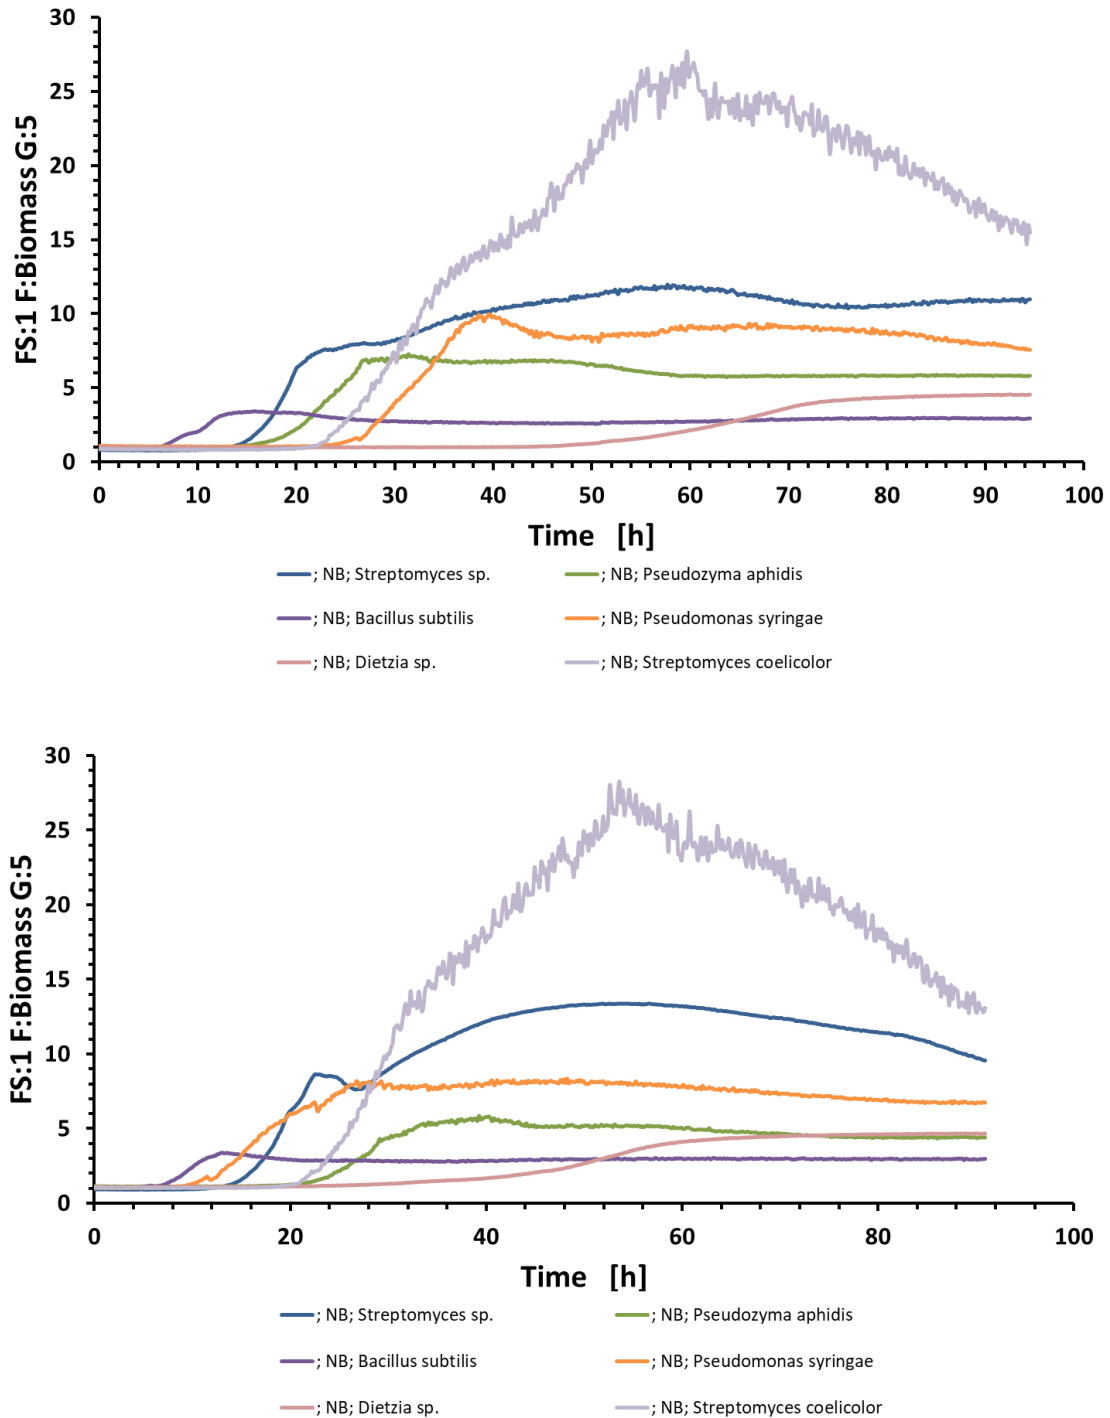 30
25
20
15
10
5
0
FS:1 F:Biomass G:5
0 10 20 30 40 50 60 70 80 90 100
Time [h]
; NB; Streptomyces sp. ; NB; Pseudozyma aphidis
; NB; Bacillus subtilis ; NB; Pseudomonas syringae
; NB; Dietzia sp. ; NB; Streptomyces coelicolor
30
25
20
15
10
5
0
FS:1 F:Biomass G:5
0 20 40 60 80 100
Time [h]
; NB; Streptomyces sp. ; NB; Pseudozyma aphidis
; NB; Bacillus subtilis ; NB; Pseudomonas syringae
; NB; Dietzia sp. ; NB; Streptomyces coelicolor